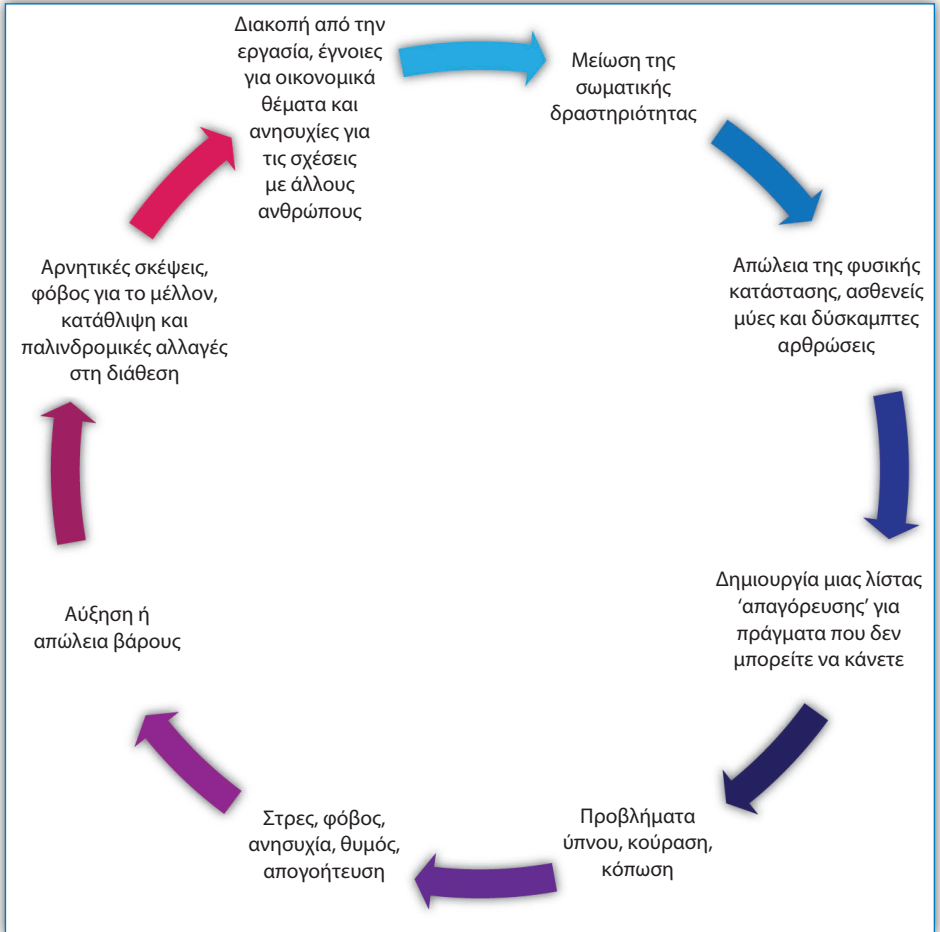 Διακοπή από την
εργασία, έγνοιες
για οικονομικά
θέματα και
ανησυχίες για
τις σχέσεις
με άλλους
ανθρώπους
Μείωση της
σωματικής
δραστηριότητας
Απώλεια της φυσικής
κατάστασης, ασθενείς
μύες και δύσκαμπτες
αρθρώσεις
Δημιουργία μιας λίστας
‘απαγόρευσης’ για
πράγματα που δεν
μπορείτε να κάνετε
Προβλήματα
ύπνου, κούραση,
κόπωση
Στρες, φόβος,
ανησυχία, θυμός,
απογοήτευση
Αύξηση ή
απώλεια βάρους
Αρνητικές σκέψεις,
φόβος για το μέλλον,
κατάθλιψη και
παλινδρομικές αλλαγές
στη διάθεση